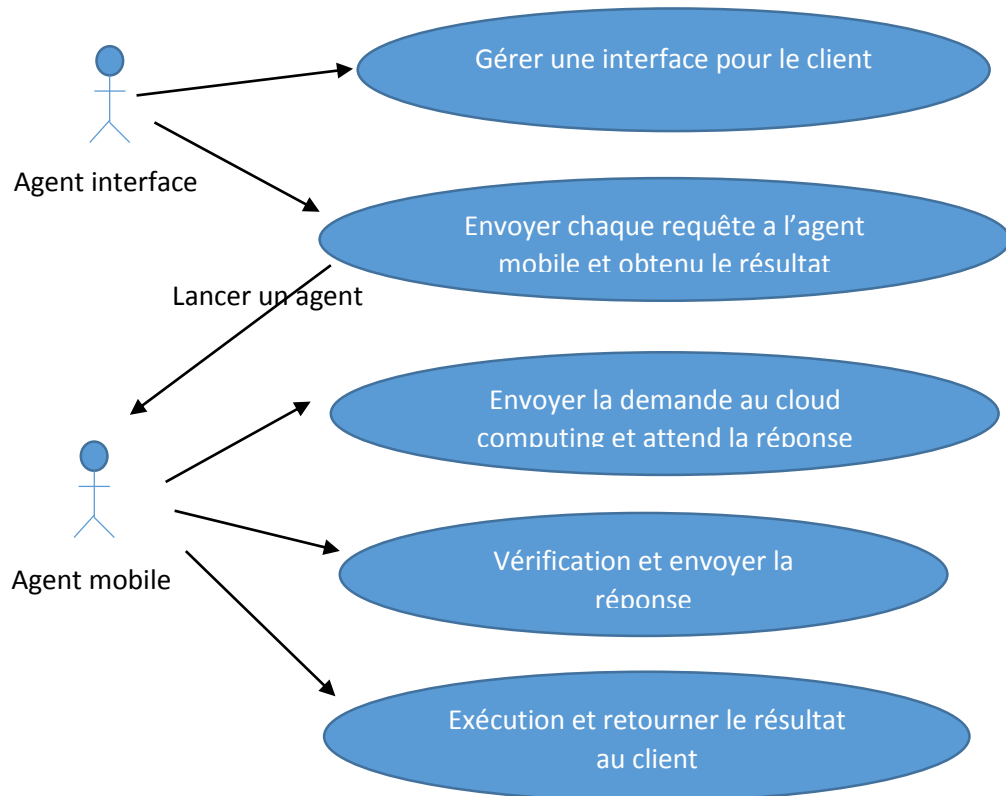 Gérer une interface pour le client
Agent interface
Envoyer chaque requête a l’agent
mobile et obtenu le résultat
Lancer un agent
Envoyer la demande au cloud
computing et attend la réponse
Vérification et envoyer la
réponse
Agent mobile
Exécution et retourner le résultat
au client